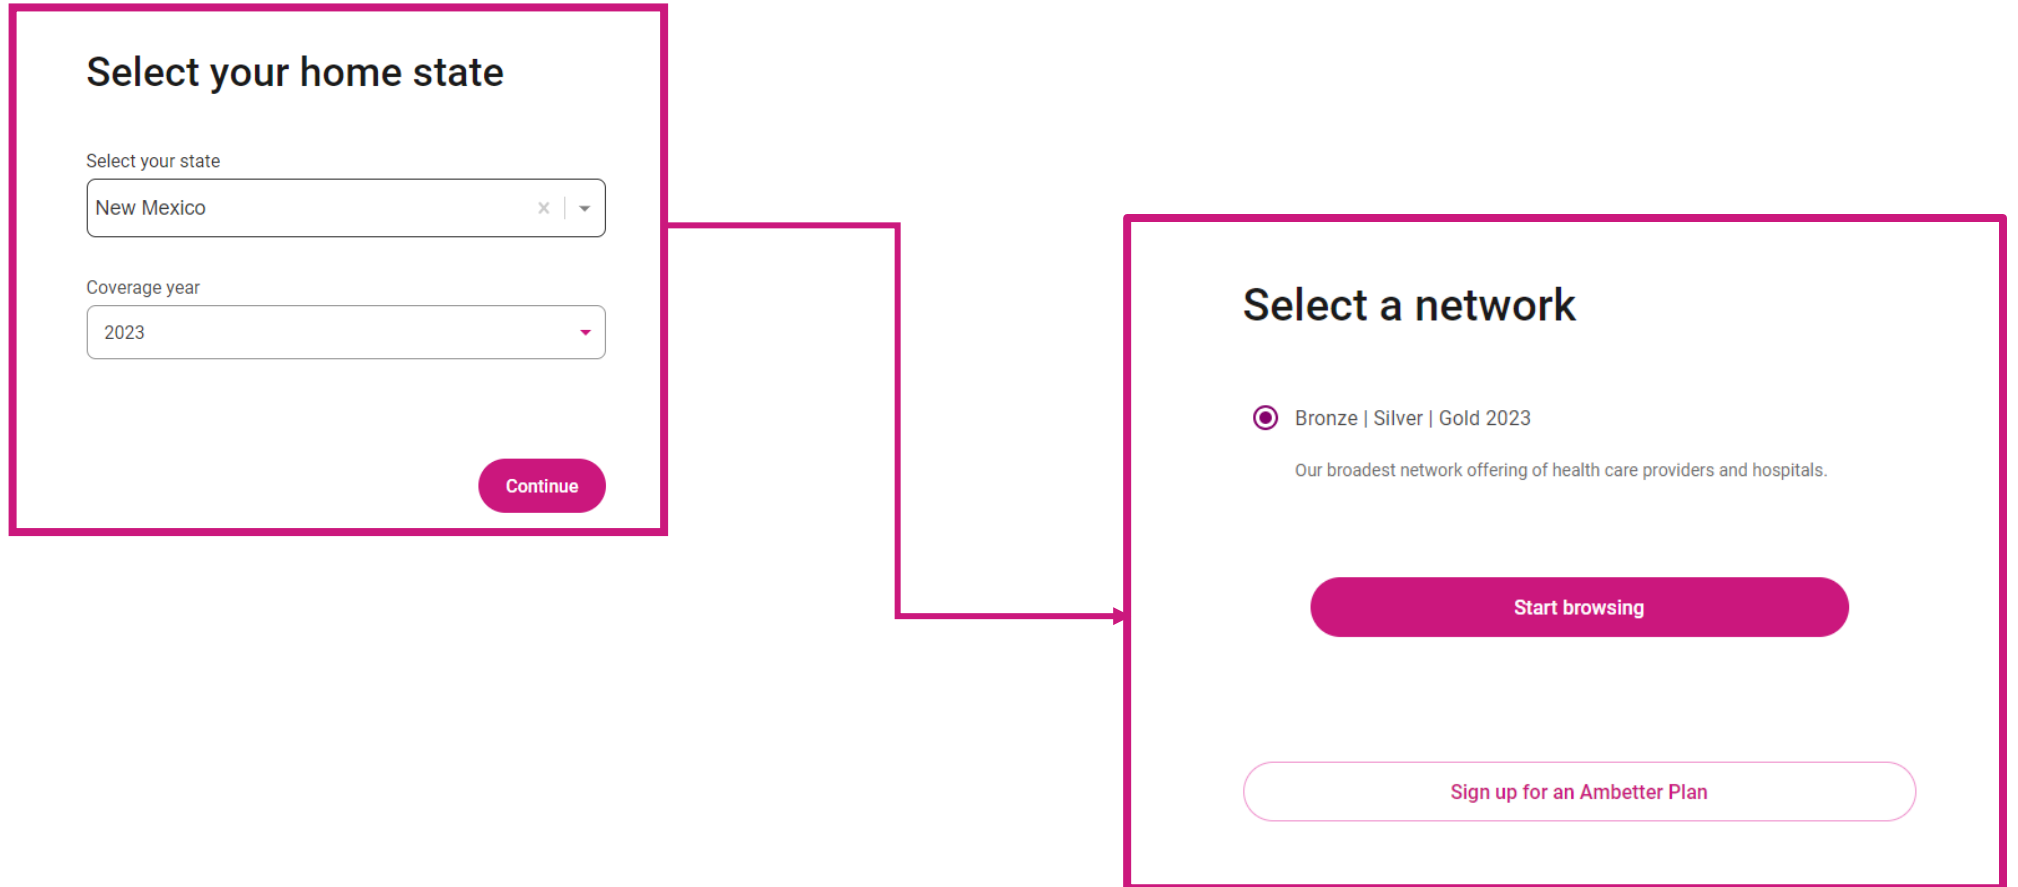 Select your home state
Select your state
New Mexico
Coverage year
2023
Continue
Select a network
Bronze | Silver | Gold 2023
Our broadest network offering of health care providers and hospitals.
Start browsing
Sign up for an Ambetter Plan